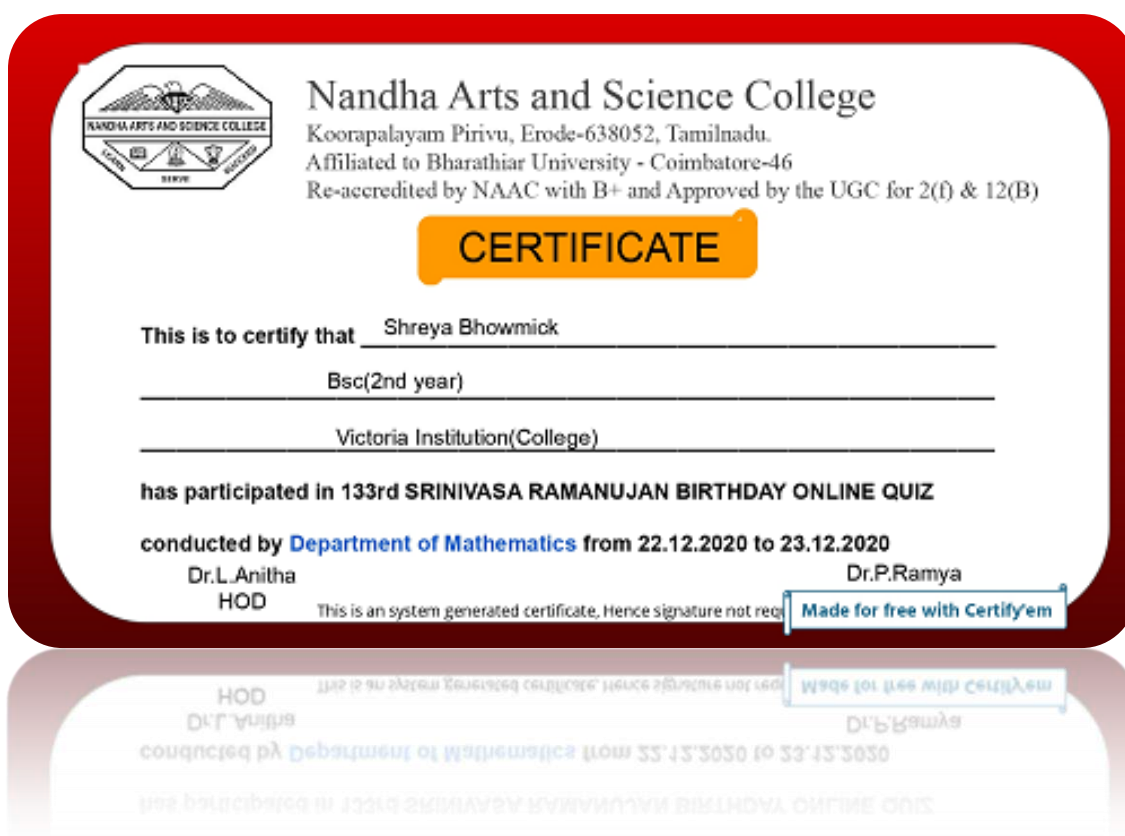 Nandha Arts and Science College
Koorapalayam Pirivu, Erode-638052, Tamilnadu.
Affiliated to Bharathiar University - Coimbatore-46
Re-accredited by NAAC with B+ and Approved by the UGC for 2(f) & 12(B)
NANDHA ARTS AND SCIENCE COLLEGE
SUCCEED
SERVE
CERTIFICATE
This is to certify that Shreya Bhowmick
Bsc(2nd year)
Victoria Institution(College)
has participated in 133rd SRINIVASA RAMANUJAN BIRTHDAY ONLINE QUIZ
conducted by Department of Mathematics from 22.12.2020 to 23.12.2020
Dr.L.Anitha Dr.P.Ramya
HOD
This is an system generated certificate, Hence signature not req
Made for free with Certify'em